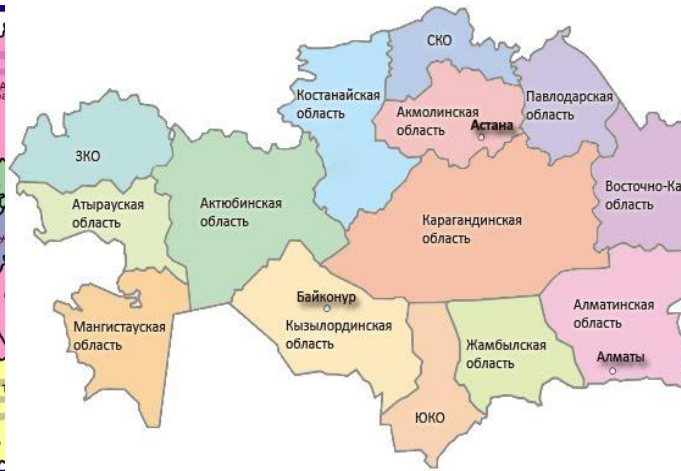 СКО
Костанайская
область
Акмолинская
область
Астана
Павлодарская
область
ЗКО
Атырауская
область
Актюбинская
область
Карагандинская
область
Восточно-Ка
область
Байконур
Кызылординская
область
Мангистауская
область
Жамбылская
область
Алматинская
область
Алматы
ЮКО